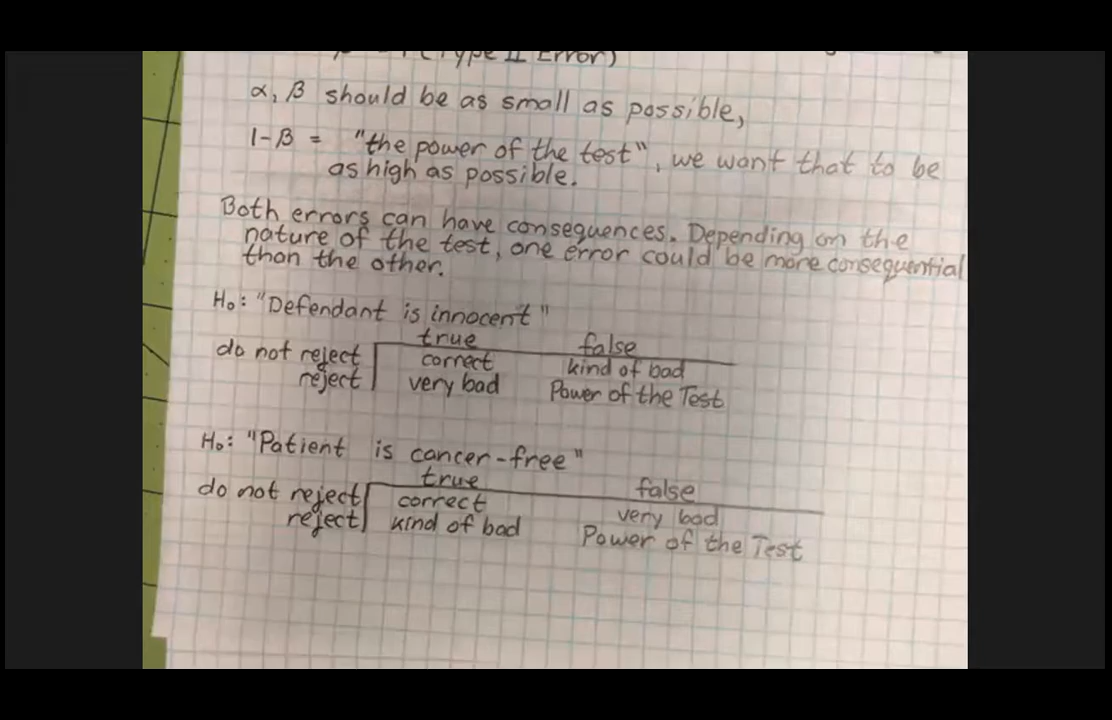 (Type II Error)
α, β should be as small as possible,
1-β = "the power of the test", we want that to be
as high as possible.
Both errors can have consequences. Depending on the
nature of the test, one error could be more consequential
than the other.
H₀: "Defendant is innocent"
true false
do not reject correct kind of bad
reject very bad Power of the Test
H₀: "Patient is cancer-free"
true false
do not reject correct very bad
reject kind of bad Power of the Test